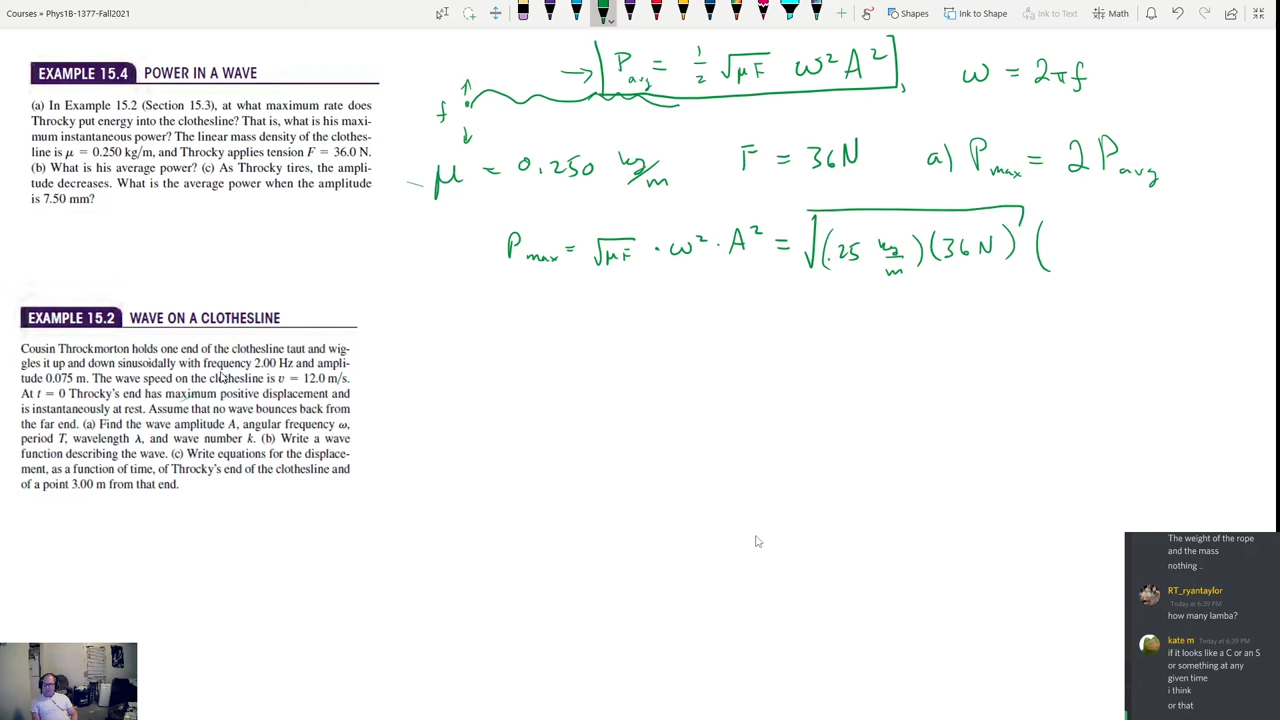 Courses » Phys1B-1377-Fall2021
Shapes
Ink to Shape
Ink to Text
Math
EXAMPLE 15.4 POWER IN A WAVE
(a) In Example 15.2 (Section 15.3), at what maximum rate does
Throcky put energy into the clothesline? That is, what is his maxi-
mum instantaneous power? The linear mass density of the clothes-
line is μ = 0.250 kg/m, and Throcky applies tension F = 36.0 N.
(b) What is his average power? (c) As Throcky tires, the ampli-
tude decreases. What is the average power when the amplitude
is 7.50 mm?
P_avg = 1/2 √μF ω² A²
ω = 2πf
f
μ = 0.250 kg/m
F = 36N
a) P_max = 2 P_avg
P_max = √μF · ω² · A² = √(.25 kg/m)(36 N) (
EXAMPLE 15.2 WAVE ON A CLOTHESLINE
Cousin Throckmorton holds one end of the clothesline taut and wig-
gles it up and down sinusoidally with frequency 2.00 Hz and ampli-
tude 0.075 m. The wave speed on the clothesline is v = 12.0 m/s.
At t = 0 Throcky's end has maximum positive displacement and
is instantaneously at rest. Assume that no wave bounces back from
the far end. (a) Find the wave amplitude A, angular frequency ω,
period T, wavelength λ, and wave number k. (b) Write a wave
function describing the wave. (c) Write equations for the displace-
ment, as a function of time, of Throcky's end of the clothesline and
of a point 3.00 m from that end.
The weight of the rope
and the mass
nothing ..
RT_ryantaylor
Today at 6:39 PM
how many lamba?
kate m Today at 6:39 PM
if it looks like a C or an S
or something at any
given time
i think
or that